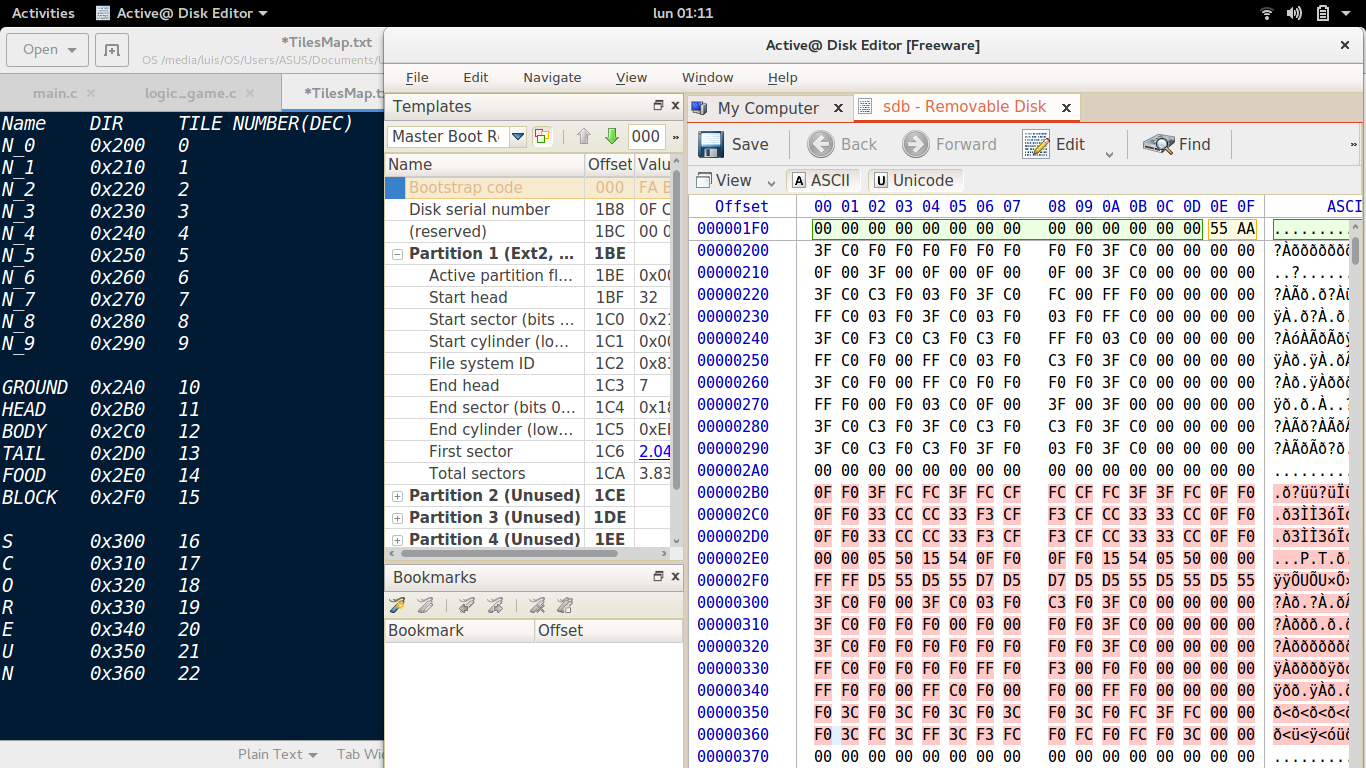 Activities Active@ Disk Editor lun 01:11
Open *TilesMap.txt
OS /media/luis/OS/Users/ASUS/Documents/
main.c logic_game.c *TilesMap.t
Name DIR TILE NUMBER(DEC)
N_0 0x200 0
N_1 0x210 1
N_2 0x220 2
N_3 0x230 3
N_4 0x240 4
N_5 0x250 5
N_6 0x260 6
N_7 0x270 7
N_8 0x280 8
N_9 0x290 9
GROUND 0x2A0 10
HEAD 0x2B0 11
BODY 0x2C0 12
TAIL 0x2D0 13
FOOD 0x2E0 14
BLOCK 0x2F0 15
S 0x300 16
C 0x310 17
O 0x320 18
R 0x330 19
E 0x340 20
U 0x350 21
N 0x360 22
Plain Text Tab Wi
Active@ Disk Editor [Freeware]
File Edit Navigate View Window Help
Templates
Master Boot Re 000 »
Name Offset Valu
Bootstrap code 000 FA B
Disk serial number 1B8 0F C
(reserved) 1BC 00 0
Partition 1 (Ext2, ... 1BE
Active partition fl... 1BE 0x00
Start head 1BF 32
Start sector (bits ... 1C0 0x21
Start cylinder (lo... 1C1 0x00
File system ID 1C2 0x83
End head 1C3 7
End sector (bits 0... 1C4 0x18
End cylinder (low... 1C5 0xEI
First sector 1C6 2.04
Total sectors 1CA 3.83
Partition 2 (Unused) 1CE
Partition 3 (Unused) 1DE
Partition 4 (Unused) 1EE
Bookmarks
Bookmark Offset
My Computer sdb - Removable Disk
Save Back Forward Edit Find »
View A ASCII U Unicode
Offset 00 01 02 03 04 05 06 07 08 09 0A 0B 0C 0D 0E 0F ASCI
000001F0 00 00 00 00 00 00 00 00 00 00 00 00 00 00 55 AA .........
00000200 3F C0 F0 F0 F0 F0 F0 F0 F0 F0 3F C0 00 00 00 00 ?Àðððððð
00000210 0F 00 3F 00 0F 00 0F 00 0F 00 3F C0 00 00 00 00 ..?......
00000220 3F C0 C3 F0 03 F0 3F C0 FC 00 FF F0 00 00 00 00 ?ÀÃð.ð?Àü
00000230 FF C0 03 F0 3F C0 03 F0 03 F0 FF C0 00 00 00 00 ÿÀ.ð?À.ð.
00000240 3F C0 F3 C0 C3 F0 C3 F0 FF F0 03 C0 00 00 00 00 ?ÀóÀÃðÃðÿ
00000250 FF C0 F0 00 FF C0 03 F0 C3 F0 3F C0 00 00 00 00 ÿÀð.ÿÀ.ðÃ
00000260 3F C0 F0 00 FF C0 F0 F0 F0 F0 3F C0 00 00 00 00 ?Àð.ÿÀððð
00000270 FF F0 00 F0 03 C0 0F 00 3F 00 3F 00 00 00 00 00 ÿð.ð.À..?
00000280 3F C0 C3 F0 3F C0 C3 F0 C3 F0 3F C0 00 00 00 00 ?ÀÃð?ÀÃðÃ
00000290 3F C0 F0 C0 F0 C3 F0 3F F0 03 F0 3F C0 00 00 00 00
000002A0 00 00 00 00 00 00 00 00 00 00 00 00 00 00 00 00 .........
000002B0 0F F0 3F FC FC 3F FC CF FC CF FC 3F 3F FC 0F F0 .ð?üü?üÏü
000002C0 0F F0 33 CC CC 33 F3 CF F3 CF CC 33 33 CC 0F F0 .ð3ÌÌ3óÏ
000002D0 0F F0 33 CC CC 33 F3 CF F3 CF CC 33 33 CC 0F F0 .ð3ÌÌ3óÏ
000002E0 00 00 05 50 15 54 0F F0 0F F0 15 54 05 50 00 00 ...P.T.ð.
000002F0 FF FF D5 55 D5 55 D7 D5 D7 D5 D5 55 D5 55 D5 55 ÿÿÕUÕU×Õ×
00000300 3F C0 F0 00 3F C0 03 F0 C3 F0 3F C0 00 00 00 00 ?Àð.?À.ðÃ
00000310 3F C0 F0 F0 F0 00 F0 00 F0 F0 3F C0 00 00 00 00 ?Àððð.ð.ð
00000320 3F C0 F0 F0 F0 F0 F0 F0 F0 F0 3F C0 00 00 00 00 ?Àððððððð
00000330 FF C0 F0 F0 F0 F0 FF F0 F3 00 F0 F0 00 00 00 00 ÿÀððððÿð
00000340 FF F0 F0 00 FF C0 F0 00 F0 00 FF F0 00 00 00 00 ÿðð.ÿÀð.ð
00000350 F0 3C F0 3C F0 3C F0 3C F0 3C F0 FC 3F FC 00 00 ð<ð<ð<ð<ð
00000360 F0 3C FC 3C FF 3C F3 FC F0 FC F0 FC F0 3C 00 00 ð<ü<ÿ<óüð
00000370 00 00 00 00 00 00 00 00 00 00 00 00 00 00 00 00 .........